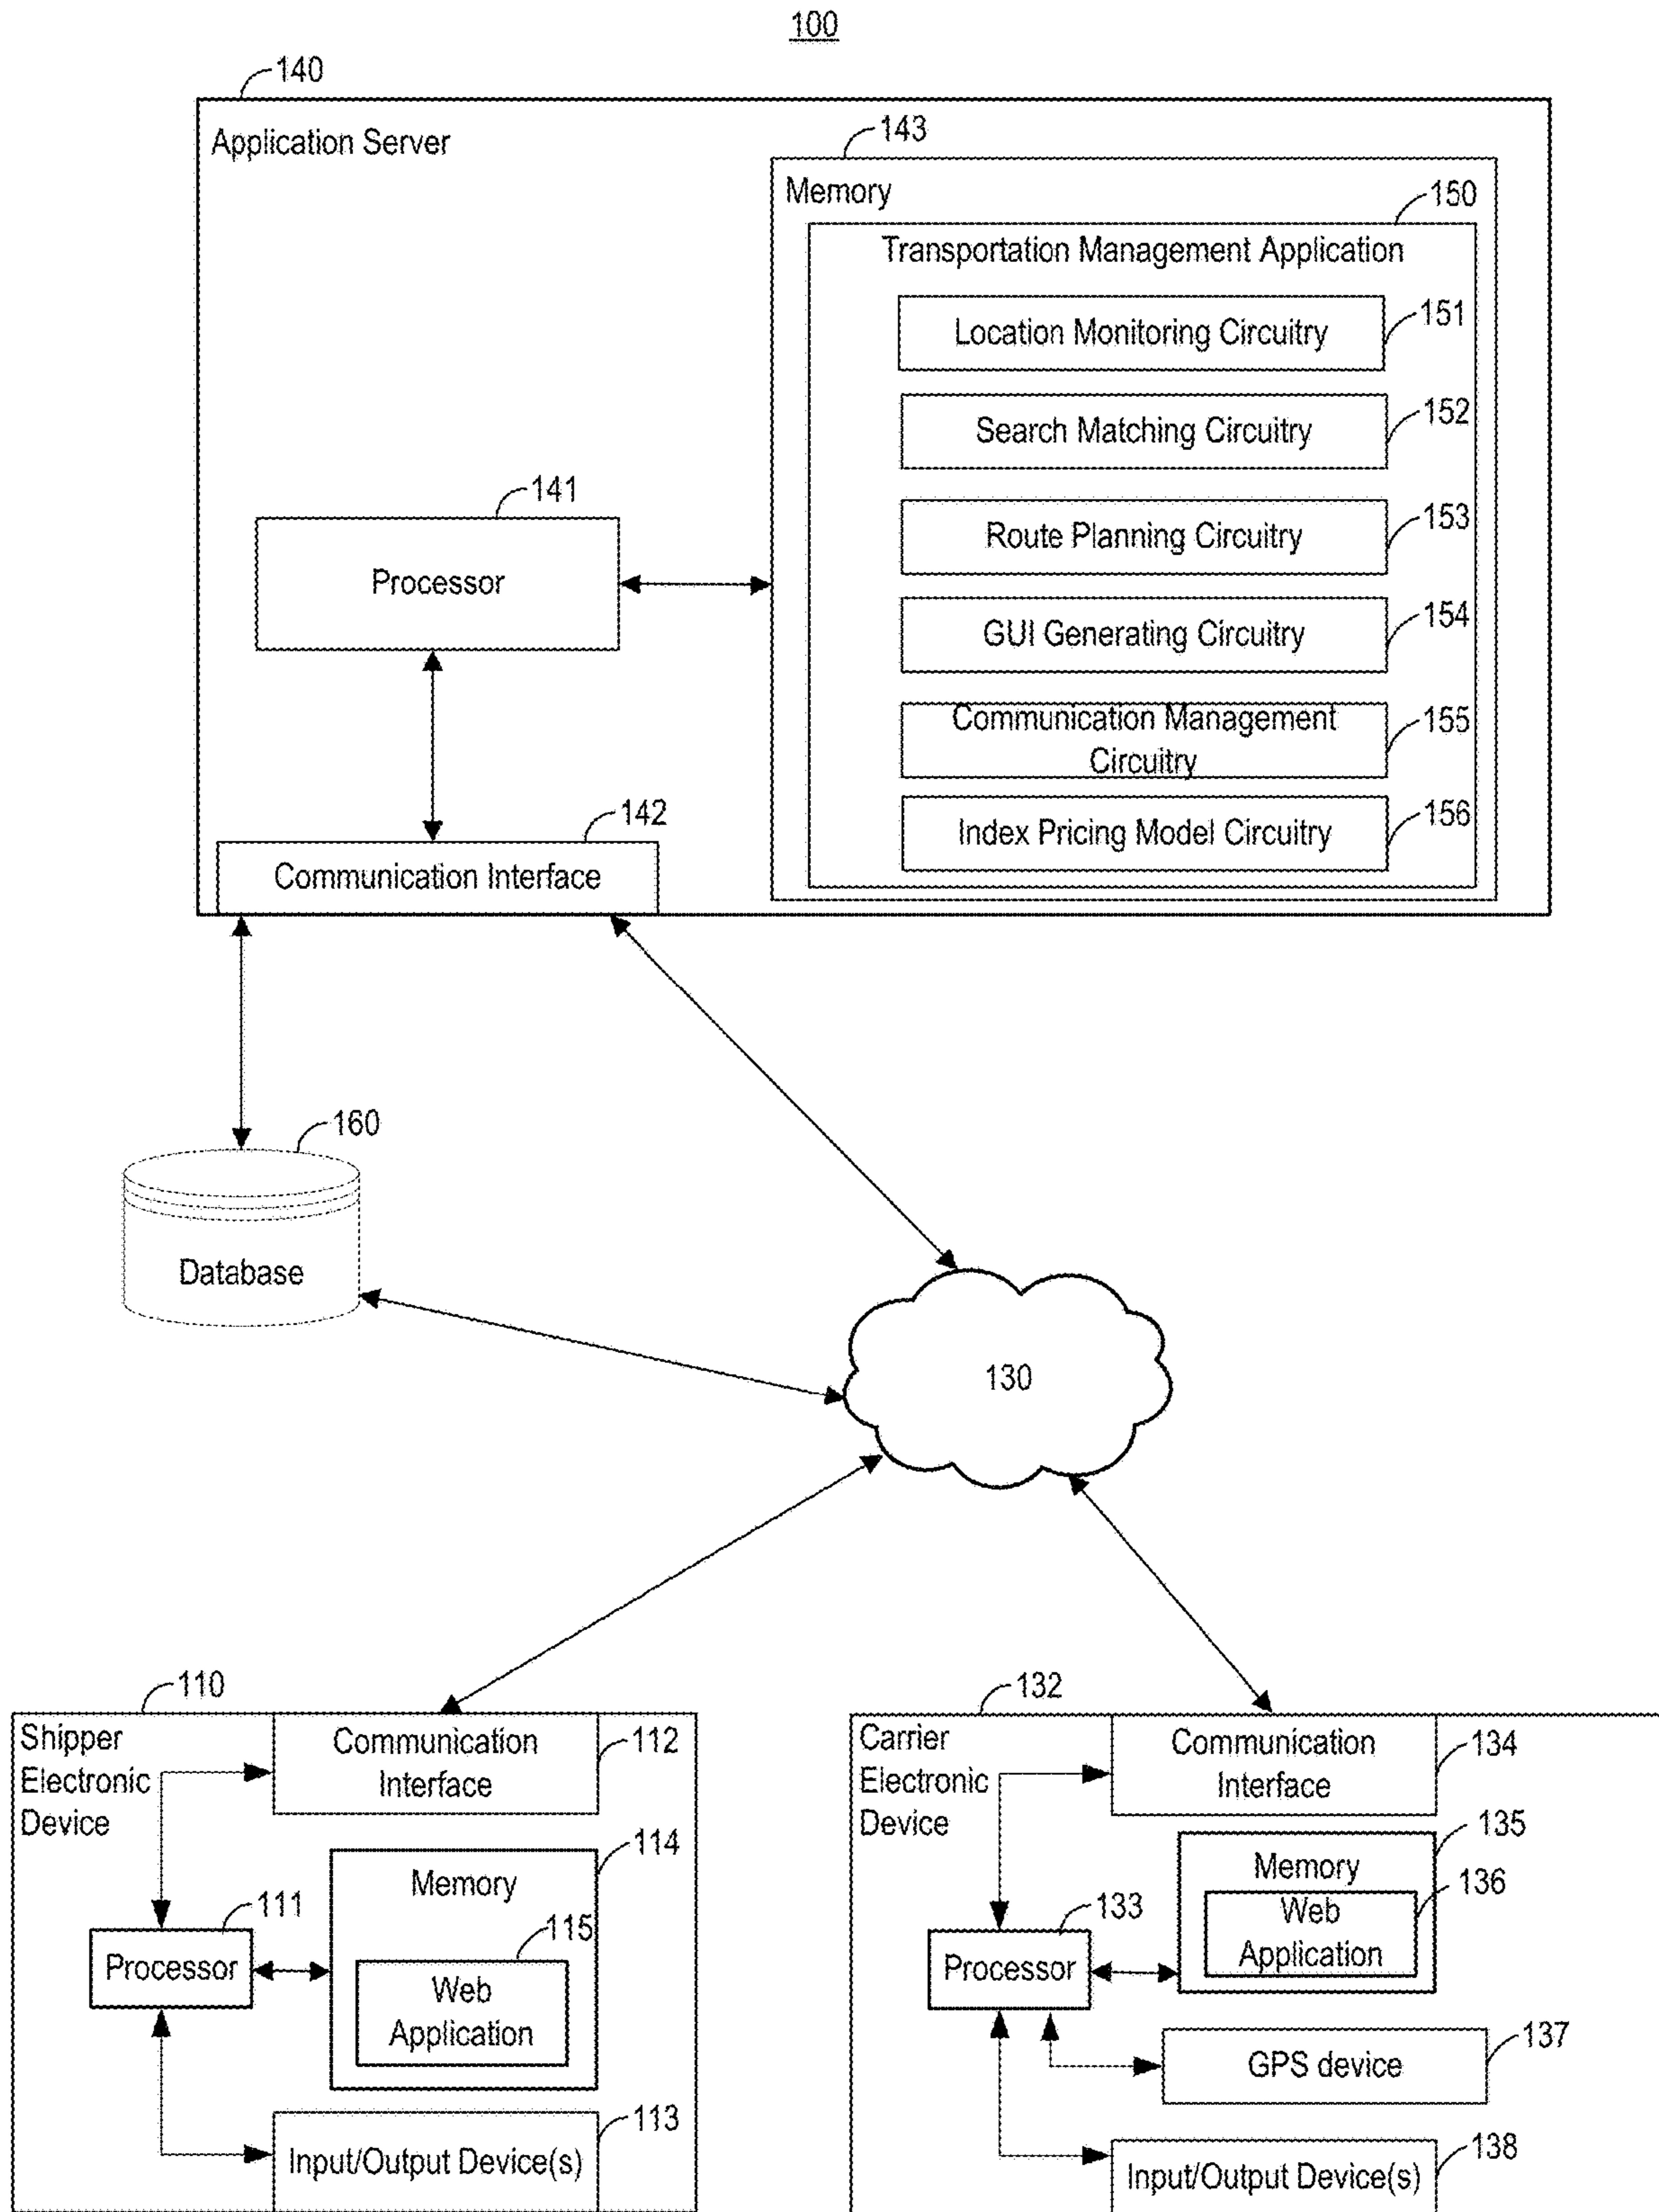 100
140
Application Server
143
Memory
150
Transportation Management Application
Location Monitoring Circuitry
151
Search Matching Circuitry
152
Route Planning Circuitry
153
GUI Generating Circuitry
154
Communication Management
Circuitry
155
Index Pricing Model Circuitry
156
141
Processor
142
Communication Interface
160
Database
130
110
Shipper
Electronic
Device
Communication
Interface
112
114
Memory
111
Processor
115
Web
Application
113
Input/Output Device(s)
132
Carrier
Electronic
Device
Communication
Interface
134
135
Memory
136
Web
Application
133
Processor
137
GPS device
138
Input/Output Device(s)